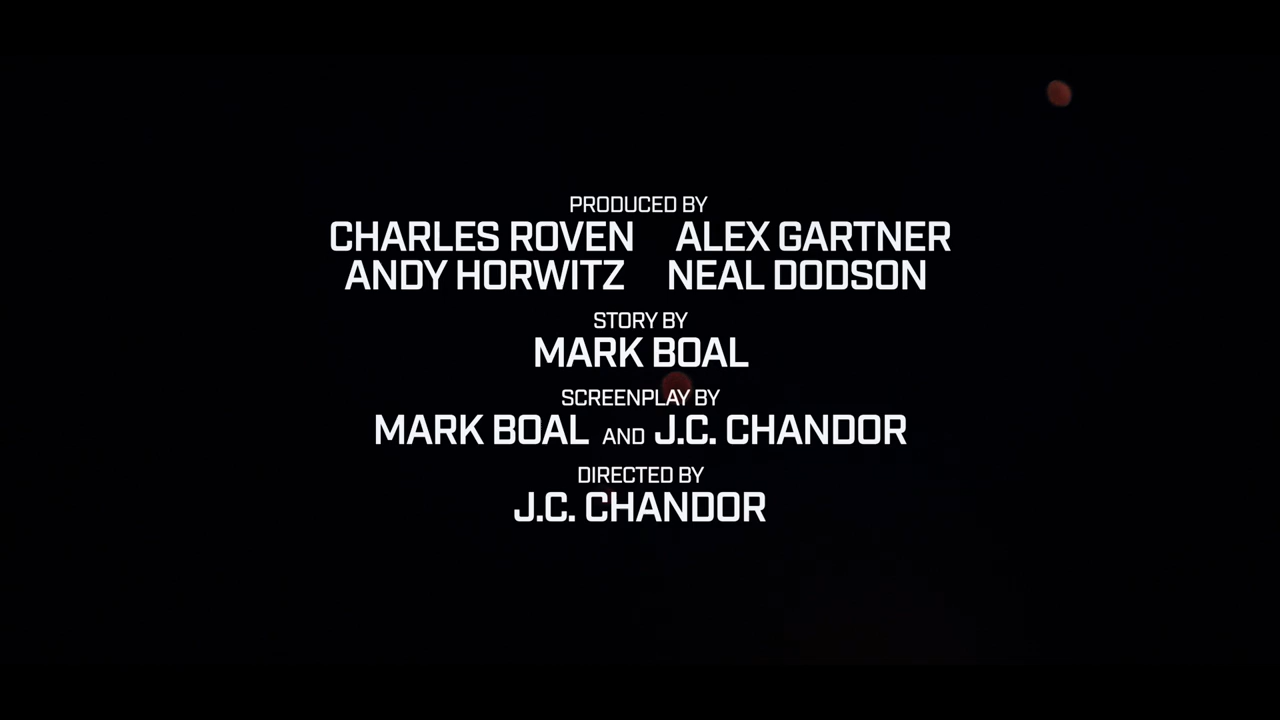 PRODUCED BY
CHARLES ROVEN ALEX GARTNER
ANDY HORWITZ NEAL DODSON
STORY BY
MARK BOAL
SCREENPLAY BY
MARK BOAL AND J.C. CHANDOR
DIRECTED BY
J.C. CHANDOR